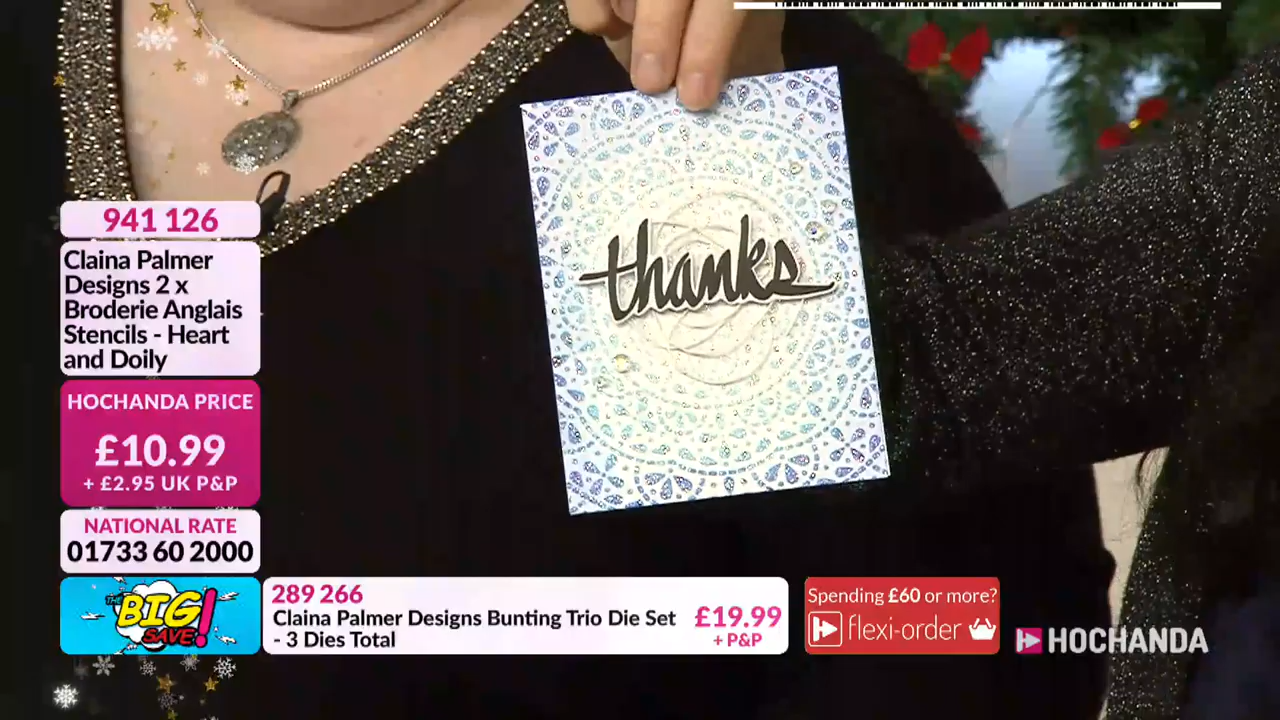 941 126
Claina Palmer
Designs 2 x
Broderie Anglais
Stencils - Heart
and Doily
HOCHANDA PRICE
£10.99
+ £2.95 UK P&P
NATIONAL RATE
01733 60 2000
THE
BIG
SAVE!
289 266
Claina Palmer Designs Bunting Trio Die Set
- 3 Dies Total
£19.99
+ P&P
Spending £60 or more?
flexi-order
HOCHANDA
thanks